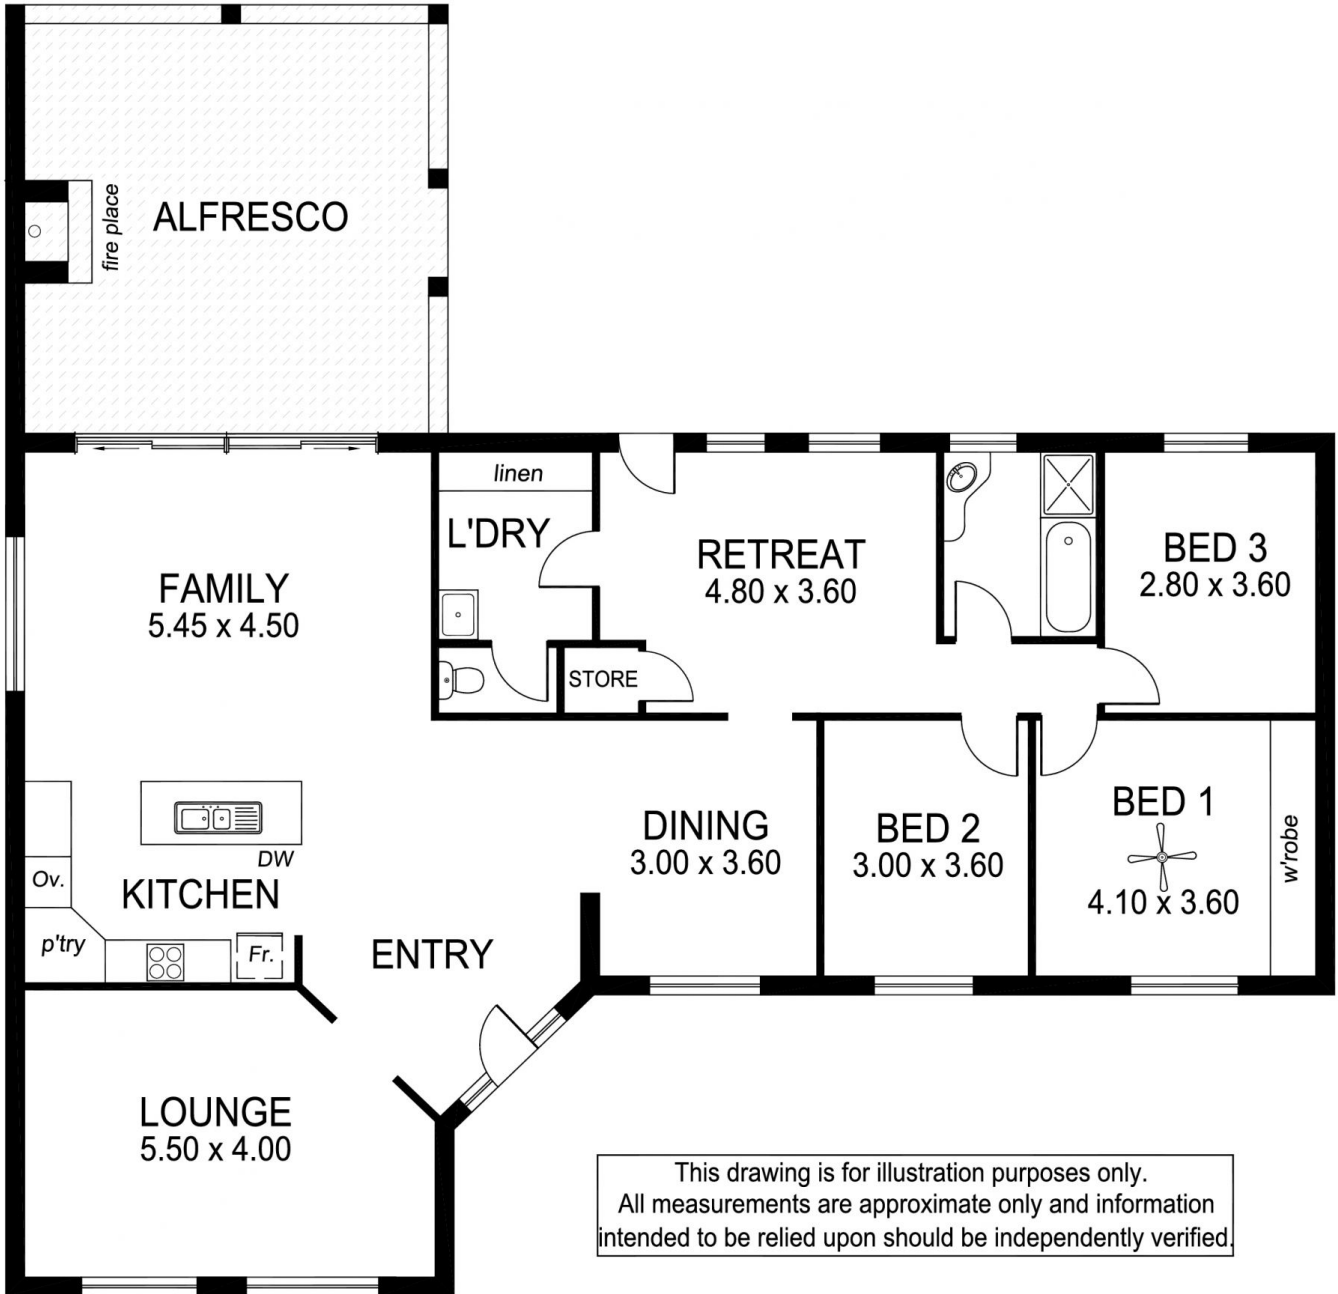 fire place
ALFRESCO
linen
L'DRY
RETREAT
4.80 x 3.60
BED 3
2.80 x 3.60
FAMILY
5.45 x 4.50
STORE
DINING
3.00 x 3.60
BED 2
3.00 x 3.60
BED 1
4.10 x 3.60
w'robe
DW
Ov.
KITCHEN
p'try
Fr.
ENTRY
LOUNGE
5.50 x 4.00
This drawing is for illustration purposes only.
All measurements are approximate only and information
intended to be relied upon should be independently verified.